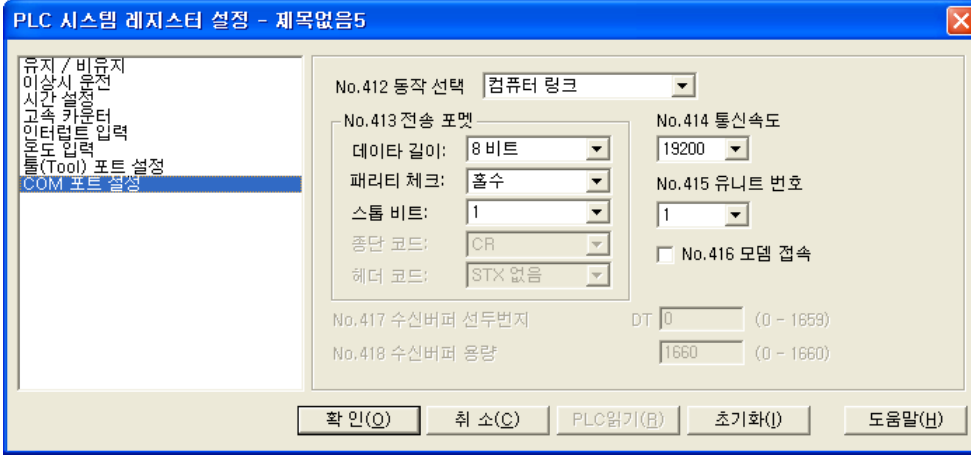 PLC 시스템 레지스터 설정 - 제목없음5
유지 / 비유지
이상시 운전
시간 설정
고속 카운터
인터럽트 입력
온도 입력
툴(Tool) 포트 설정
COM 포트 설정
No.412 동작 선택 컴퓨터 링크
No.413 전송 포멧
데이타 길이: 8 비트
패리티 체크: 홀수
스톱 비트: 1
종단 코드: CR
헤더 코드: STX 없음
No.414 통신속도
19200
No.415 유니트 번호
1
No.416 모뎀 접속
No.417 수신버퍼 선두번지 DT 0 (0 - 1659)
No.418 수신버퍼 용량 1660 (0 - 1660)
확 인(O) 취 소(C) PLC읽기(R) 초기화(I) 도움말(H)